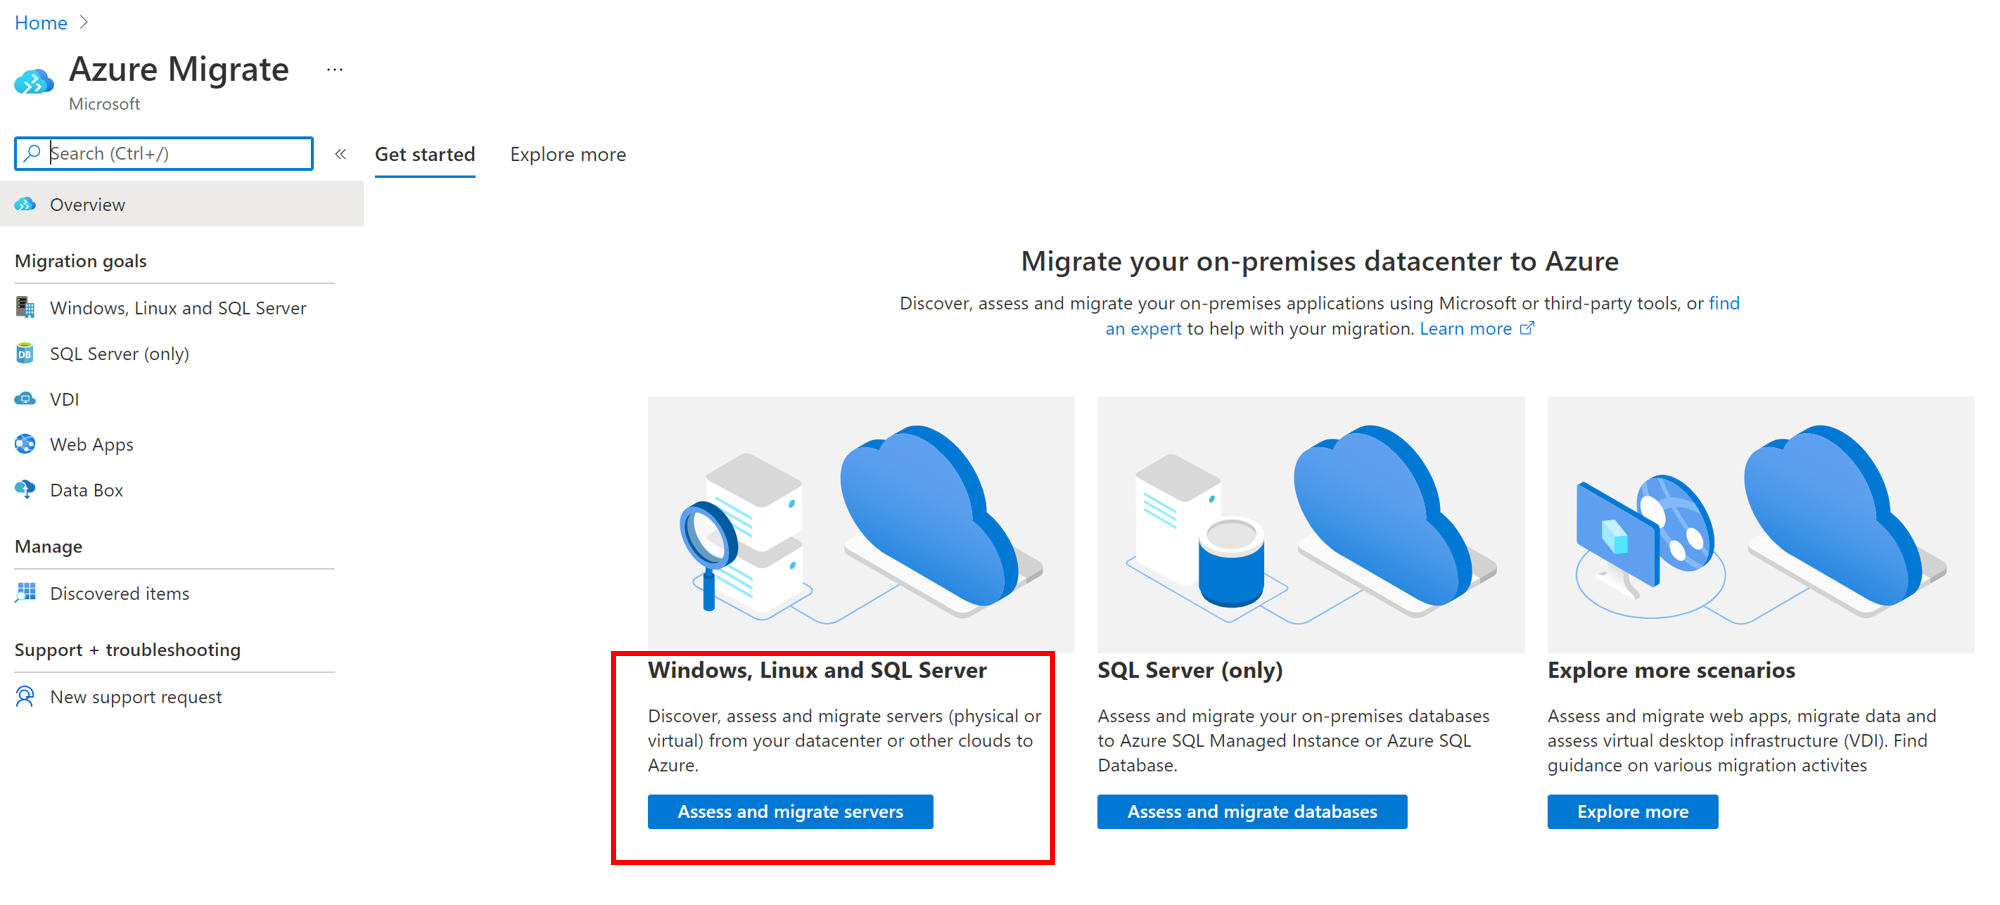 Home
Azure Migrate ...
Microsoft
Search (Ctrl+/)
Overview
Migration goals
Windows, Linux and SQL Server
SQL Server (only)
VDI
Web Apps
Data Box
Manage
Discovered items
Support + troubleshooting
New support request
Get started Explore more
Migrate your on-premises datacenter to Azure
Discover, assess and migrate your on-premises applications using Microsoft or third-party tools, or find
an expert to help with your migration. Learn more
Windows, Linux and SQL Server
Discover, assess and migrate servers (physical or
virtual) from your datacenter or other clouds to
Azure.
Assess and migrate servers
SQL Server (only)
Assess and migrate your on-premises databases
to Azure SQL Managed Instance or Azure SQL
Database.
Assess and migrate databases
Explore more scenarios
Assess and migrate web apps, migrate data and
assess virtual desktop infrastructure (VDI). Find
guidance on various migration activites
Explore more